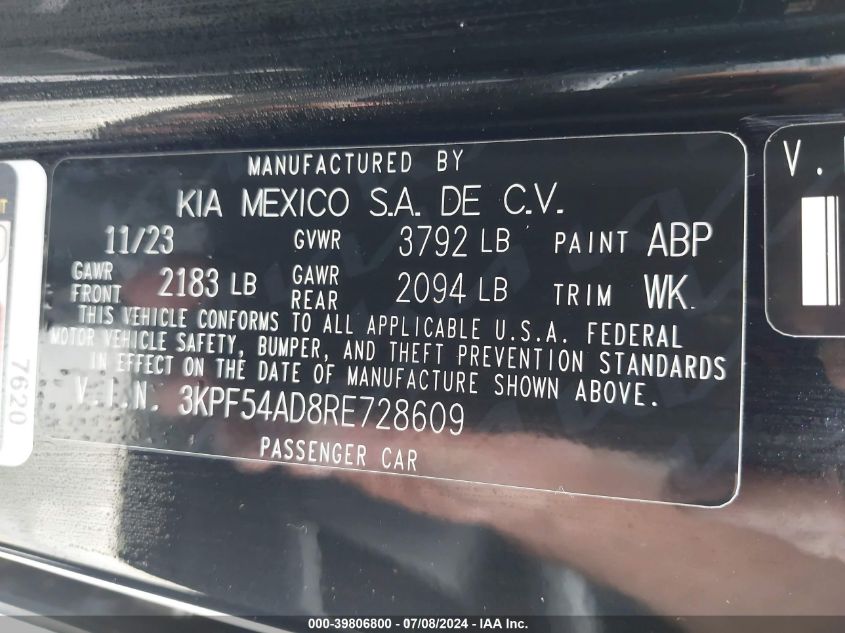 MANUFACTURED BY
KIA MEXICO S.A. DE C.V.
11/23 GVWR 3792 LB PAINT ABP
GAWR FRONT 2183 LB GAWR REAR 2094 LB TRIM WK
THIS VEHICLE CONFORMS TO ALL APPLICABLE U.S.A. FEDERAL
MOTOR VEHICLE SAFETY, BUMPER, AND THEFT PREVENTION STANDARDS
IN EFFECT ON THE DATE OF MANUFACTURE SHOWN ABOVE.
V.I.N. 3KPF54AD8RE728609
PASSENGER CAR
7620
V.
000-39806800 - 07/08/2024 - IAA Inc.